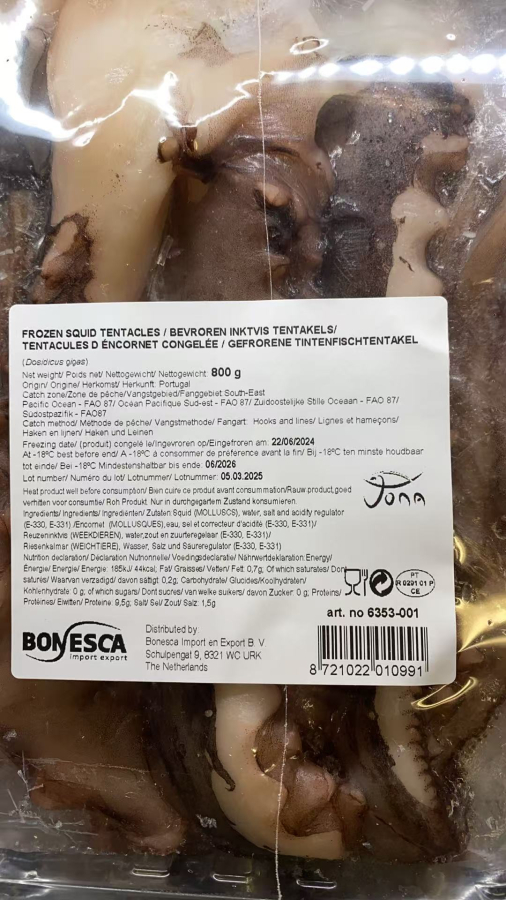 FROZEN SQUID TENTACLES / BEVROREN INKTVIS TENTAKELS/
TENTACULES D ÉNCORNET CONGELÉE / GEFRORENE TINTENFISCHTENTAKEL
(Dosidicus gigas)
Net weight/ Poids net/ Nettogewicht/ Nettogewicht: 800 g
Origin/ Origine/ Herkomst/ Herkunft: Portugal
Catch zone/Zone de pêche/Vangstgebied/Fanggebiet South-East
Pacific Ocean - FAO 87/ Océan Pacifique Sud-est - FAO 87/ Zuidoostelijke Stille Oceaan - FAO 87/
Südostpazifik - FAO87
Catch method/ Méthode de pêche/ Vangstmethode/ Fangart: Hooks and lines/ Lignes et hameçons/
Haken en lijnen/ Haken und Leinen
Freezing date/ (produit) congelé le/Ingevroren op/Eingefroren am: 22/06/2024
At -18ºC best before end/ A -18ºC à consommer de préférence avant la fin/ Bij -18ºC ten minste houdbaar
tot einde/ Bei -18ºC Mindestenshaltbar bis ende: 06/2026
Lot number/ Numéro du lot/ Lotnummer/ Lotnummer: 05.03.2025
Heat product well before consumption/ Bien cuire ce produit avant consummation/Rauw product,goed
verhitten voor consumtie/ Roh Produkt. Nur in durchgegartem Zustand konsumieren.
Ingredients/ Ingredients/ Ingrediënten/ Zutaten: Squid (MOLLUSCS), water, salt and acidity regulator
(E-330, E-331) /Encornet (MOLLUSQUES),eau, sel et correcteur d'acidité (E-330, E-331)/
Reuzeninktvis (WEEKDIEREN), water,zout en zuurteregelaar (E-330, E-331)/
Riesenkalmar (WEICHTIERE), Wasser, Salz und Säureregulator (E-330, E-331)
Nutrition declaration/ Déclaration Nutrionnelle/ Voedingsdeclaratie/ Nährwertdeklaration Energy/
Énergie/ Energie/ Energie: 185kJ/ 44kcal, Fat/ Graisses/ Vetten/ Fett: 0,7g, Of which saturates/ Dont
saturés/ Waarvan verzadigd/ davon sättigt: 0,2g, Carbohydrate/ Glucides/Koolhydraten/
Kohlenhydrate: 0 g, of which sugars/ Dont sucres/ van welke suikers/ davon Zucker: 0 g, Proteins/
Protéines/ Eiwitten/ Proteine: 9,5g, Salt/ Sel/ Zout/ Salz: 1,5g
Jona
PT
CE
art. no 6353-001
BONESCA
import export
Distributed by:
Bonesca Import en Export B. V
Schulpengat 9, 8321 WC URK
The Netherlands
8 721022 010991